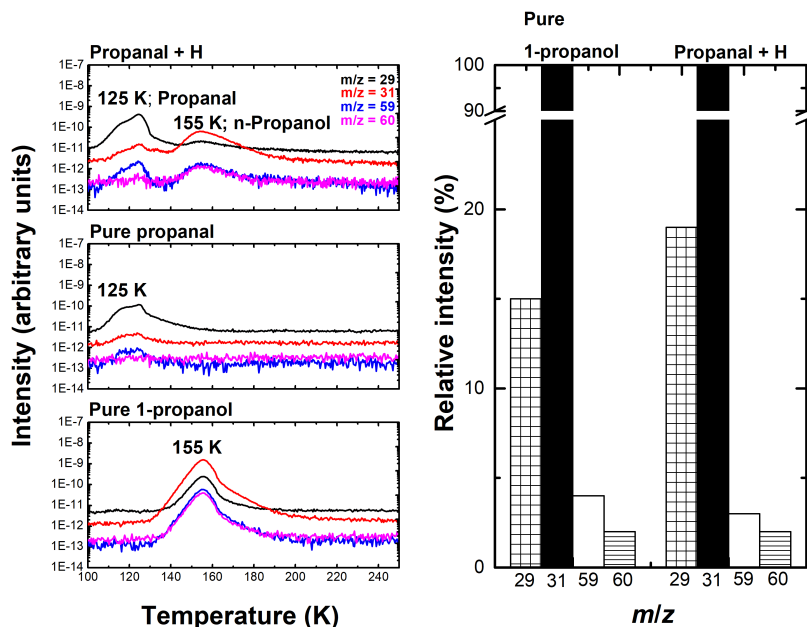 Propanal + H
1E-7
1E-8
1E-9
1E-10
1E-11
1E-12
1E-13
1E-14
m/z = 29
m/z = 31
m/z = 59
m/z = 60
125 K; Propanal
155 K; n-Propanol
Pure propanal
1E-7
1E-8
1E-9
1E-10
1E-11
1E-12
1E-13
1E-14
125 K
Pure 1-propanol
1E-7
1E-8
1E-9
1E-10
1E-11
1E-12
1E-13
1E-14
155 K
100 120 140 160 180 200 220 240
Temperature (K)
Intensity (arbitrary units)
Pure
1-propanol Propanal + H
100
90
20
10
0
Relative intensity (%)
29 31 59 60 29 31 59 60
m/z